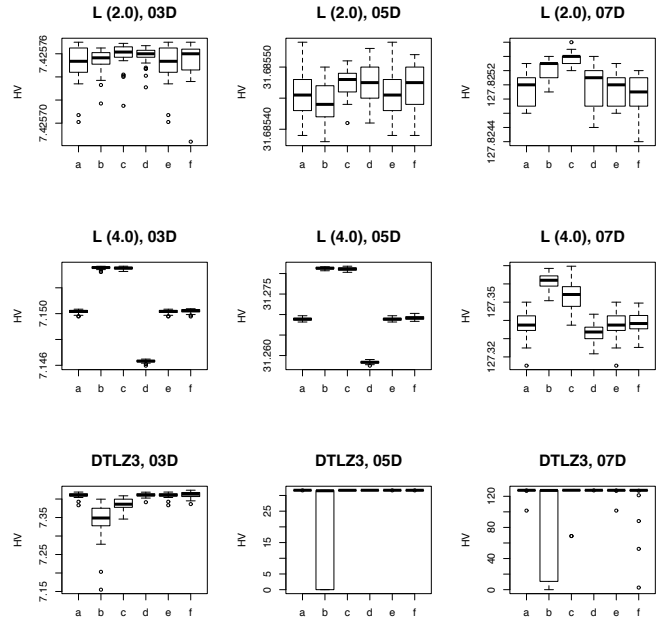 L (2.0), 03D
L (2.0), 05D
L (2.0), 07D
HV
7.42570
7.42576
a b c d e f
HV
31.68540
31.68550
a b c d e f
HV
127.8244
127.8252
a b c d e f
L (4.0), 03D
L (4.0), 05D
L (4.0), 07D
HV
7.146
7.150
a b c d e f
HV
31.260
31.275
a b c d e f
HV
127.32
127.35
a b c d e f
DTLZ3, 03D
DTLZ3, 05D
DTLZ3, 07D
HV
7.15
7.25
7.35
a b c d e f
HV
0
5
15
25
a b c d e f
HV
0
40
80
120
a b c d e f